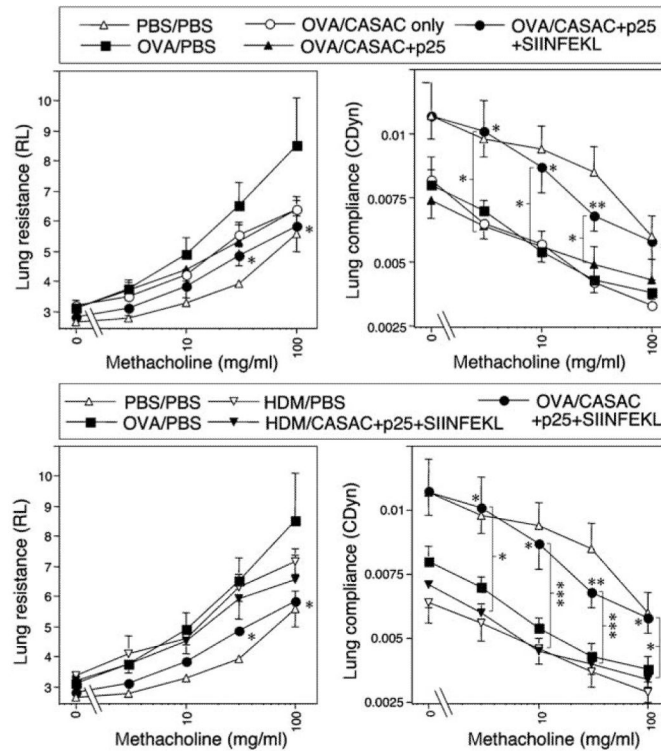 PBS/PBS OVA/CASAC only OVA/CASAC+p25
OVA/PBS OVA/CASAC+p25 +SIINFEKL
Lung resistance (RL)
10
9
8
7
6
5
4
3
* *
0 10 100
Methacholine (mg/ml)
Lung compliance (CDyn)
0.01
0.0075
0.005
0.0025
* * ** * * *
0 10 100
Methacholine (mg/ml)
PBS/PBS HDM/PBS OVA/CASAC
OVA/PBS HDM/CASAC+p25+SIINFEKL +p25+SIINFEKL
Lung resistance (RL)
10
9
8
7
6
5
4
3
* *
0 10 100
Methacholine (mg/ml)
Lung compliance (CDyn)
0.01
0.0075
0.005
0.0025
* * * *** ** *** * *
0 10 100
Methacholine (mg/ml)